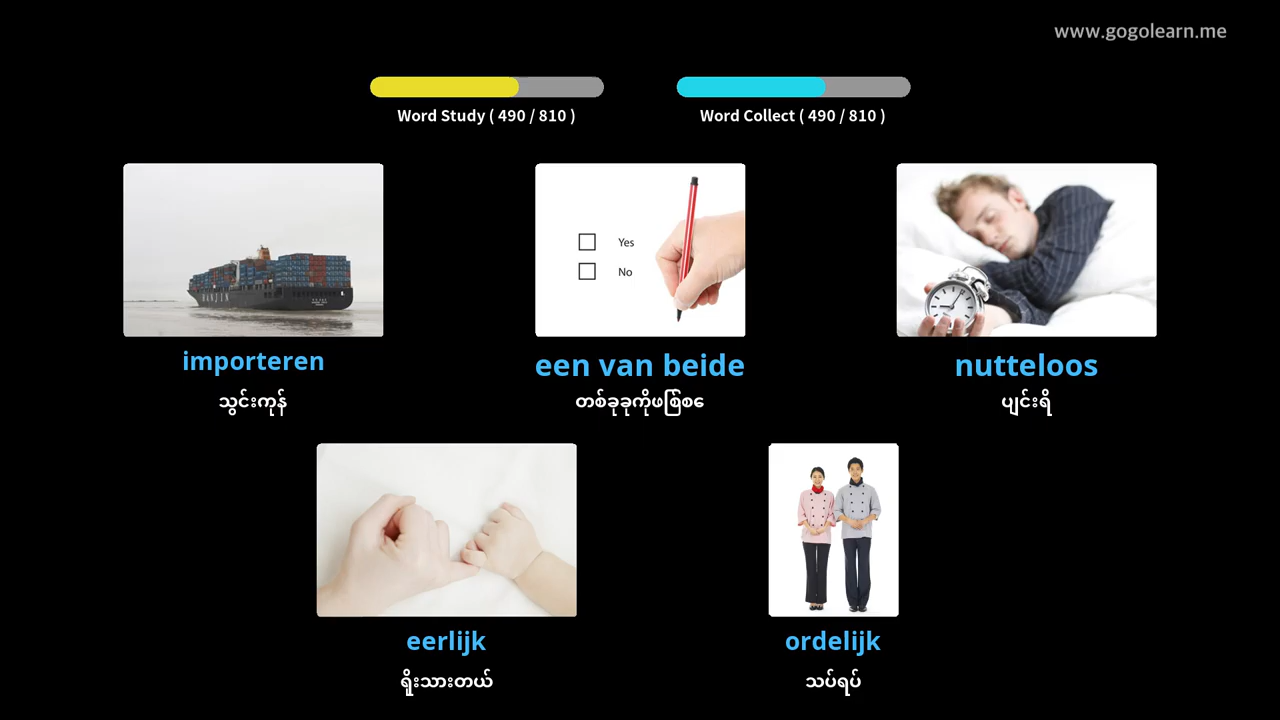 www.gogolearn.me
Word Study ( 490 / 810 )
Word Collect ( 490 / 810 )
Yes
No
HANJIN
importeren
een van beide
nutteloos
သွင်းကုန်
တစ်ခုခုကိုဖြစ်စေ
ပျင်းရိ
eerlijk
ordelijk
ရိုးသားတယ်
သပ်ရပ်